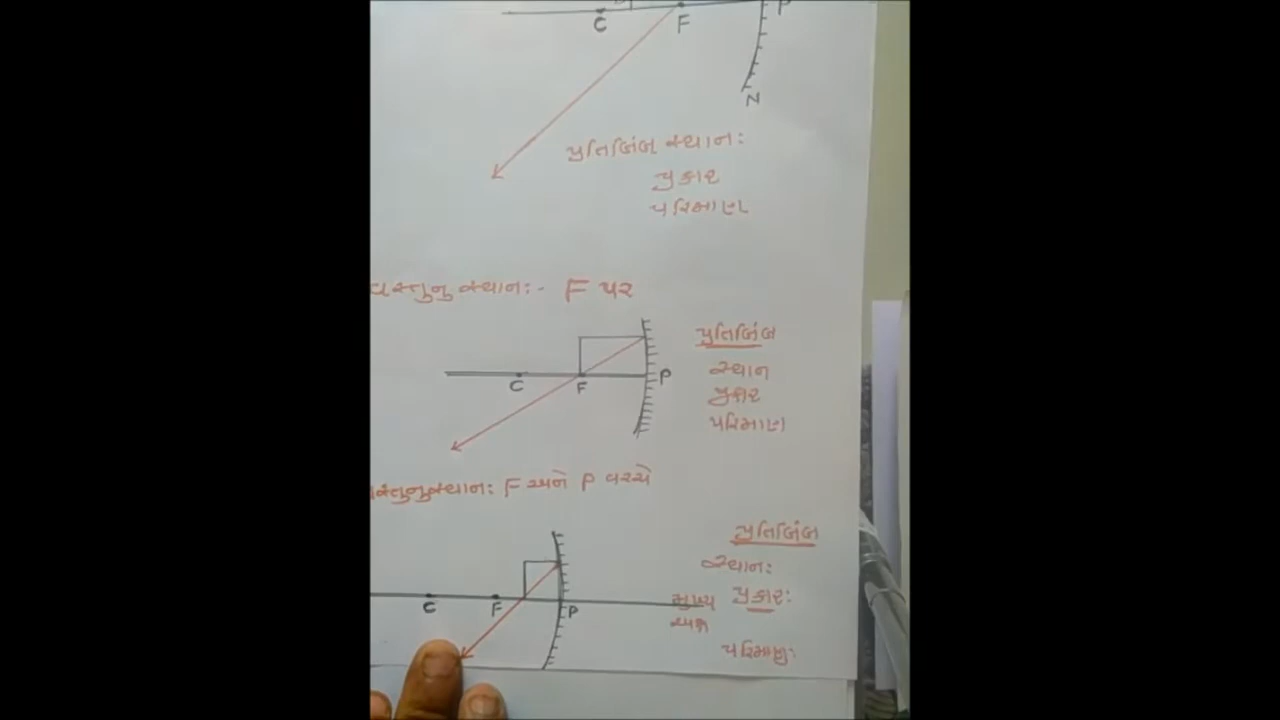 C F P
N
પ્રતિબિંબ સ્થાન:
પ્રકાર
પરિમાણ
વસ્તુનુ સ્થાન:- F પર
C F P
પ્રતિબિંબ
સ્થાન
પ્રકાર
પરિમાણ
વસ્તુનુસ્થાન: F અને P વચ્ચે
C F P
મુખ્ય
અક્ષ
પ્રતિબિંબ
સ્થાન:
પ્રકાર:
પરિમાણ: